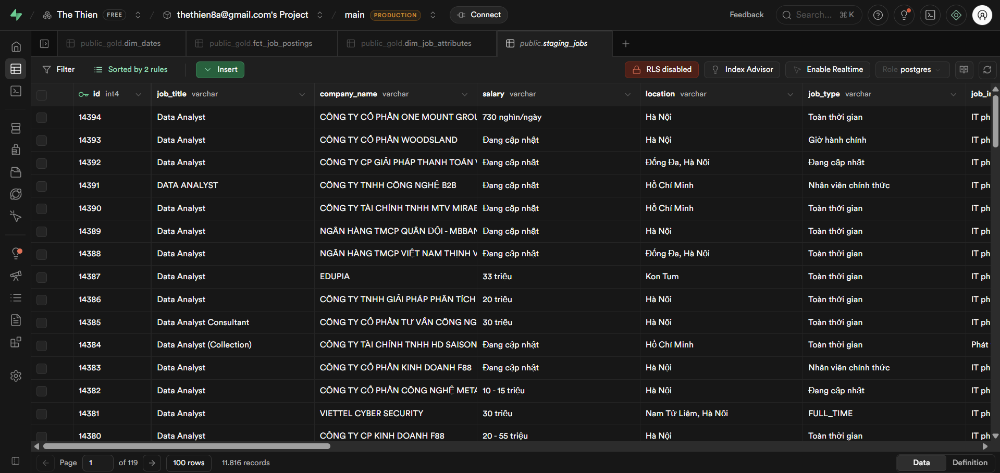 The Thien FREE thethien8a@gmail.com's Project main PRODUCTION Connect Feedback Search... ⌘ K
public_gold.dim_dates public_gold.fct_job_postings public_gold.dim_job_attributes public.staging_jobs
Filter Sorted by 2 rules Insert RLS disabled Index Advisor Enable Realtime Role postgres
id int4 job_title varchar company_name varchar salary varchar location varchar job_type varchar job_i
14394 Data Analyst CÔNG TY CỔ PHẦN ONE MOUNT GROU 730 nghìn/ngày Hà Nội Toàn thời gian IT ph
14393 Data Analyst CÔNG TY CỔ PHẦN WOODSLAND Đang cập nhật Hà Nội Giờ hành chính IT ph
14392 Data Analyst CÔNG TY CP GIẢI PHÁP THANH TOÁN V Đang cập nhật Đống Đa, Hà Nội Đang cập nhật IT ph
14391 DATA ANALYST CÔNG TY TNHH CÔNG NGHỆ B2B Đang cập nhật Hồ Chí Minh Nhân viên chính thức IT ph
14390 Data Analyst CÔNG TY TÀI CHÍNH TNHH MTV MIRAE Đang cập nhật Hồ Chí Minh Toàn thời gian IT ph
14389 Data Analyst NGÂN HÀNG TMCP QUÂN ĐỘI - MBBAN Đang cập nhật Hà Nội Toàn thời gian IT ph
14388 Data Analyst NGÂN HÀNG TMCP VIỆT NAM THỊNH V Đang cập nhật Đống Đa, Hà Nội Toàn thời gian IT ph
14387 Data Analyst EDUPIA 33 triệu Kon Tum Toàn thời gian IT ph
14386 Data Analyst CÔNG TY TNHH GIẢI PHÁP PHÂN TÍCH 20 triệu Hà Nội Toàn thời gian IT ph
14385 Data Analyst Consultant CÔNG TY CỔ PHẦN TƯ VẤN CÔNG NG 30 triệu Hà Nội Toàn thời gian IT ph
14384 Data Analyst (Collection) CÔNG TY TÀI CHÍNH TNHH HD SAISON Đang cập nhật Hồ Chí Minh Toàn thời gian Phát
14383 Data Analyst CÔNG TY CỔ PHẦN KINH DOANH F88 Đang cập nhật Hà Nội Nhân viên chính thức IT ph
14382 Data Analyst CÔNG TY CỔ PHẦN CÔNG NGHỆ META 10 - 15 triệu Hà Nội Đang cập nhật IT ph
14381 Data Analyst VIETTEL CYBER SECURITY 30 triệu Nam Từ Liêm, Hà Nội FULL_TIME IT ph
14380 Data Analyst CÔNG TY CP KINH DOANH F88 20 - 55 triệu Hà Nội Toàn thời gian IT ph
Page 1 of 119 100 rows 11.816 records Data Definition